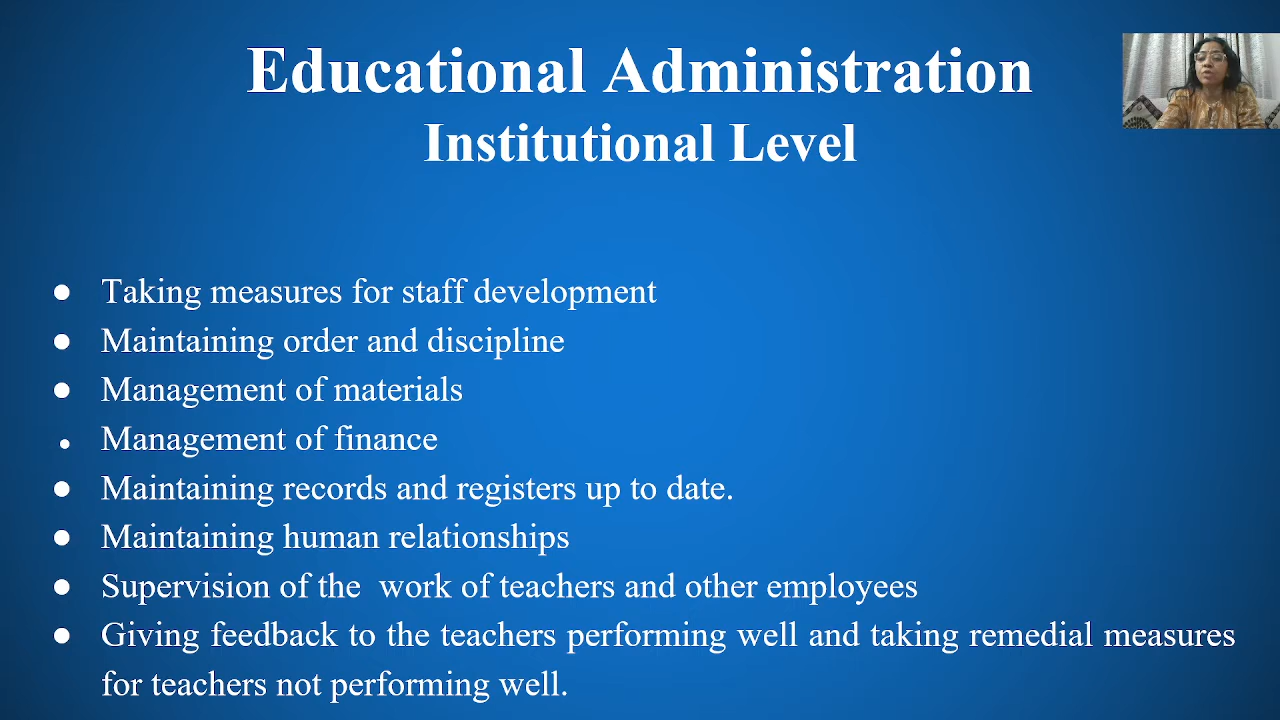 Educational Administration
Institutional Level
● Taking measures for staff development
● Maintaining order and discipline
● Management of materials
• Management of finance
● Maintaining records and registers up to date.
● Maintaining human relationships
● Supervision of the  work of teachers and other employees
● Giving feedback to the teachers performing well and taking remedial measures
for teachers not performing well.